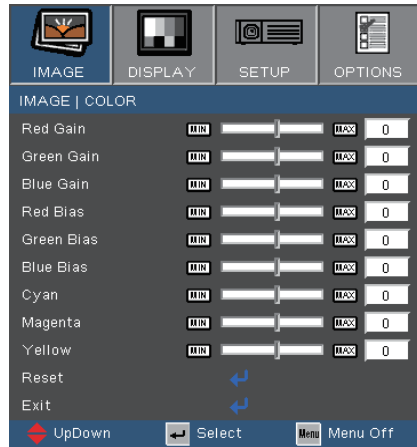 IMAGE DISPLAY SETUP OPTIONS
IMAGE | COLOR
Red Gain MIN MAX 0
Green Gain MIN MAX 0
Blue Gain MIN MAX 0
Red Bias MIN MAX 0
Green Bias MIN MAX 0
Blue Bias MIN MAX 0
Cyan MIN MAX 0
Magenta MIN MAX 0
Yellow MIN MAX 0
Reset
Exit
UpDown Select Menu Menu Off